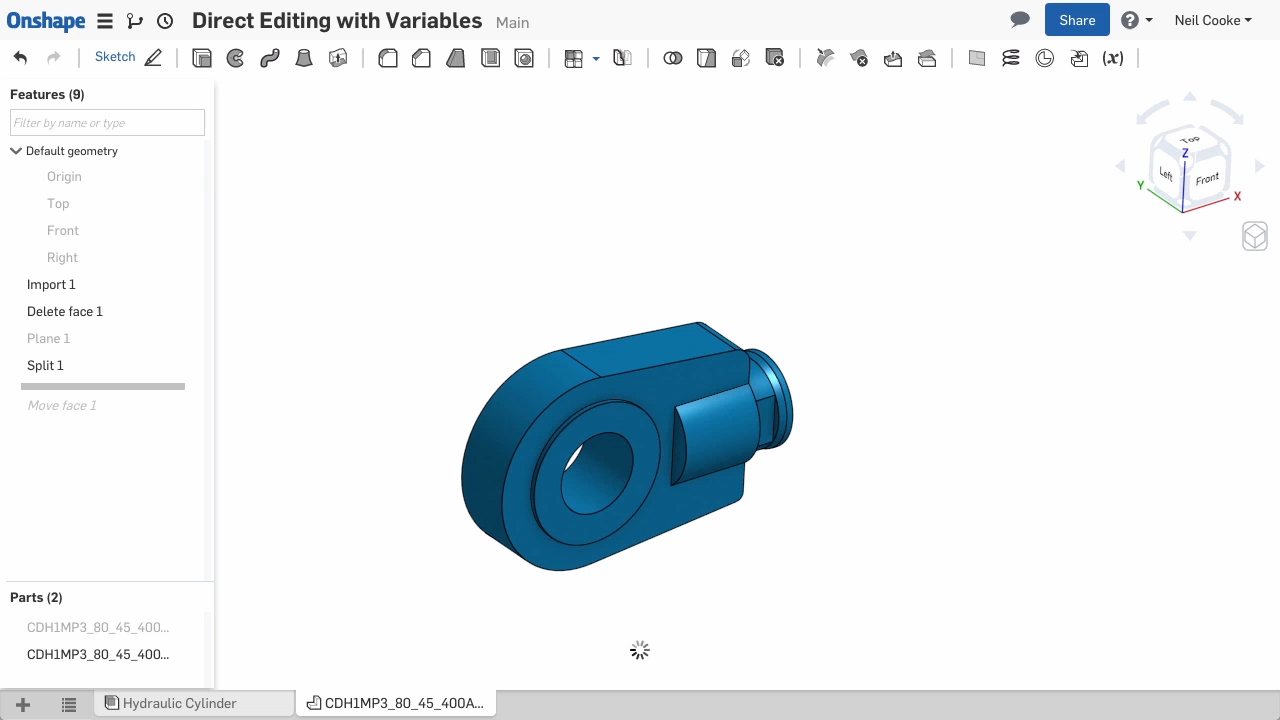 Onshape
Direct Editing with Variables Main
Share
Neil Cooke
Sketch
(x)
Features (9)
Filter by name or type
Default geometry
Origin
Top
Front
Right
Import 1
Delete face 1
Plane 1
Split 1
Move face 1
Top
Z
Left
Front
Y
X
Parts (2)
CDH1MP3_80_45_400...
CDH1MP3_80_45_400...
Hydraulic Cylinder
CDH1MP3_80_45_400A...